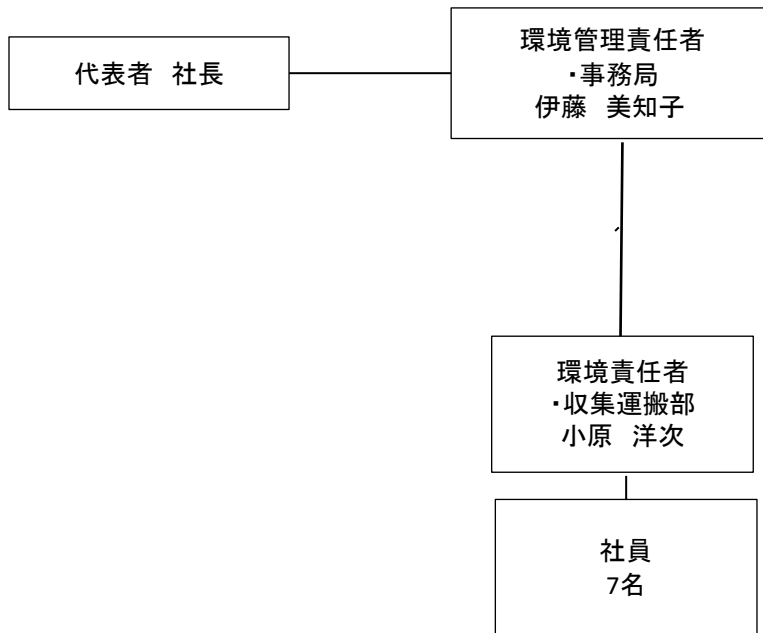 代表者 社長
環境管理責任者
・事務局
伊藤 美知子
環境責任者
・収集運搬部
小原 洋次
社員
7名